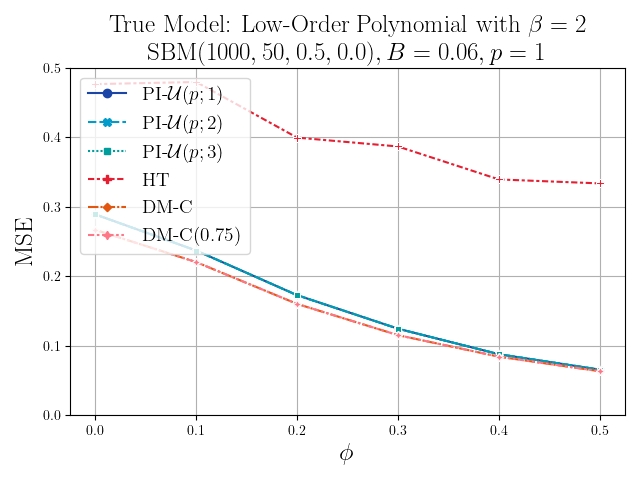 True Model: Low-Order Polynomial with β = 2
SBM(1000, 50, 0.5, 0.0), B = 0.06, p = 1
0.5
0.4
0.3
0.2
0.1
0.0
MSE
PI-𝒰(p; 1)
PI-𝒰(p; 2)
PI-𝒰(p; 3)
HT
DM-C
DM-C(0.75)
0.0 0.1 0.2 0.3 0.4 0.5
ϕ